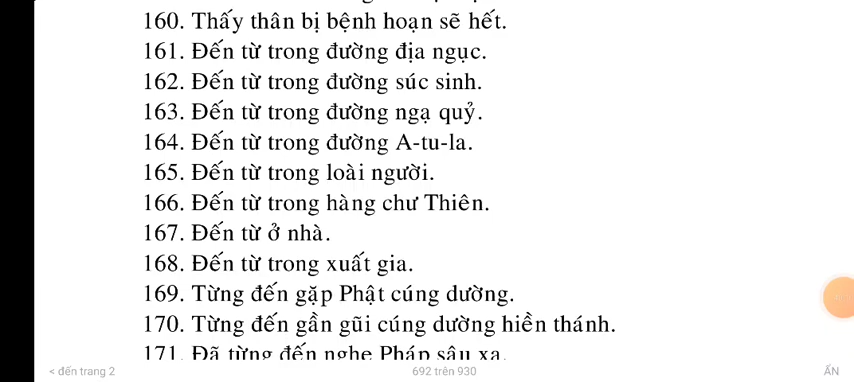 160. Thấy thân bị bệnh hoạn sẽ hết.
161. Đến từ trong đường địa ngục.
162. Đến từ trong đường súc sinh.
163. Đến từ trong đường ngạ quỷ.
164. Đến từ trong đường A-tu-la.
165. Đến từ trong loài người.
166. Đến từ trong hàng chư Thiên.
167. Đến từ ở nhà.
168. Đến từ trong xuất gia.
169. Từng đến gặp Phật cúng dường.
170. Từng đến gần gũi cúng dường hiền thánh.
171. Đã từng đến nghe Pháp sâu xa.
< đến trang 2
692 trên 930
ẨN